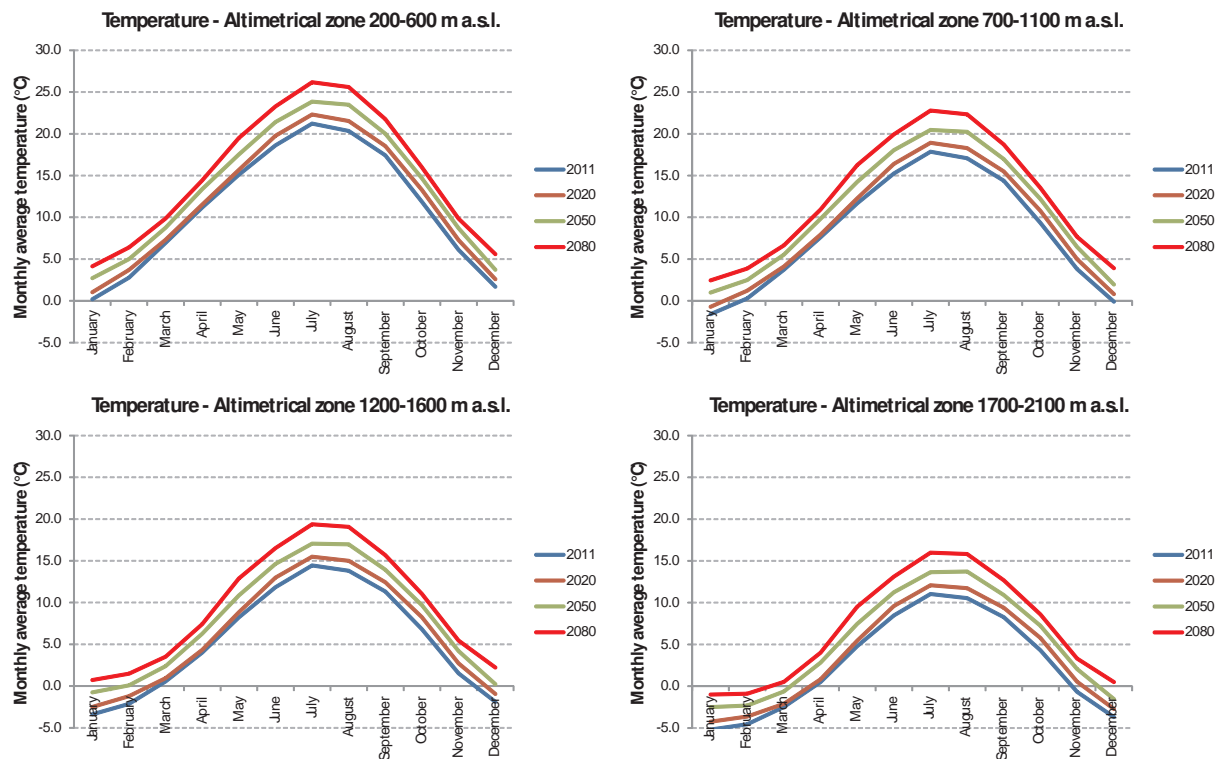 Temperature - Altimetrical zone 200-600 m a.s.l.
Monthly average temperature (°C)
30.0
25.0
20.0
15.0
10.0
5.0
0.0
-5.0
January
February
March
April
May
June
July
August
September
October
November
December
2011
2020
2050
2080
Temperature - Altimetrical zone 700-1100 m a.s.l.
Monthly average temperature (°C)
30.0
25.0
20.0
15.0
10.0
5.0
0.0
-5.0
January
February
March
April
May
June
July
August
September
October
November
December
2011
2020
2050
2080
Temperature - Altimetrical zone 1200-1600 m a.s.l.
Monthly average temperature (°C)
30.0
25.0
20.0
15.0
10.0
5.0
0.0
-5.0
January
February
March
April
May
June
July
August
September
October
November
December
2011
2020
2050
2080
Temperature - Altimetrical zone 1700-2100 m a.s.l.
Monthly average temperature (°C)
30.0
25.0
20.0
15.0
10.0
5.0
0.0
-5.0
January
February
March
April
May
June
July
August
September
October
November
December
2011
2020
2050
2080